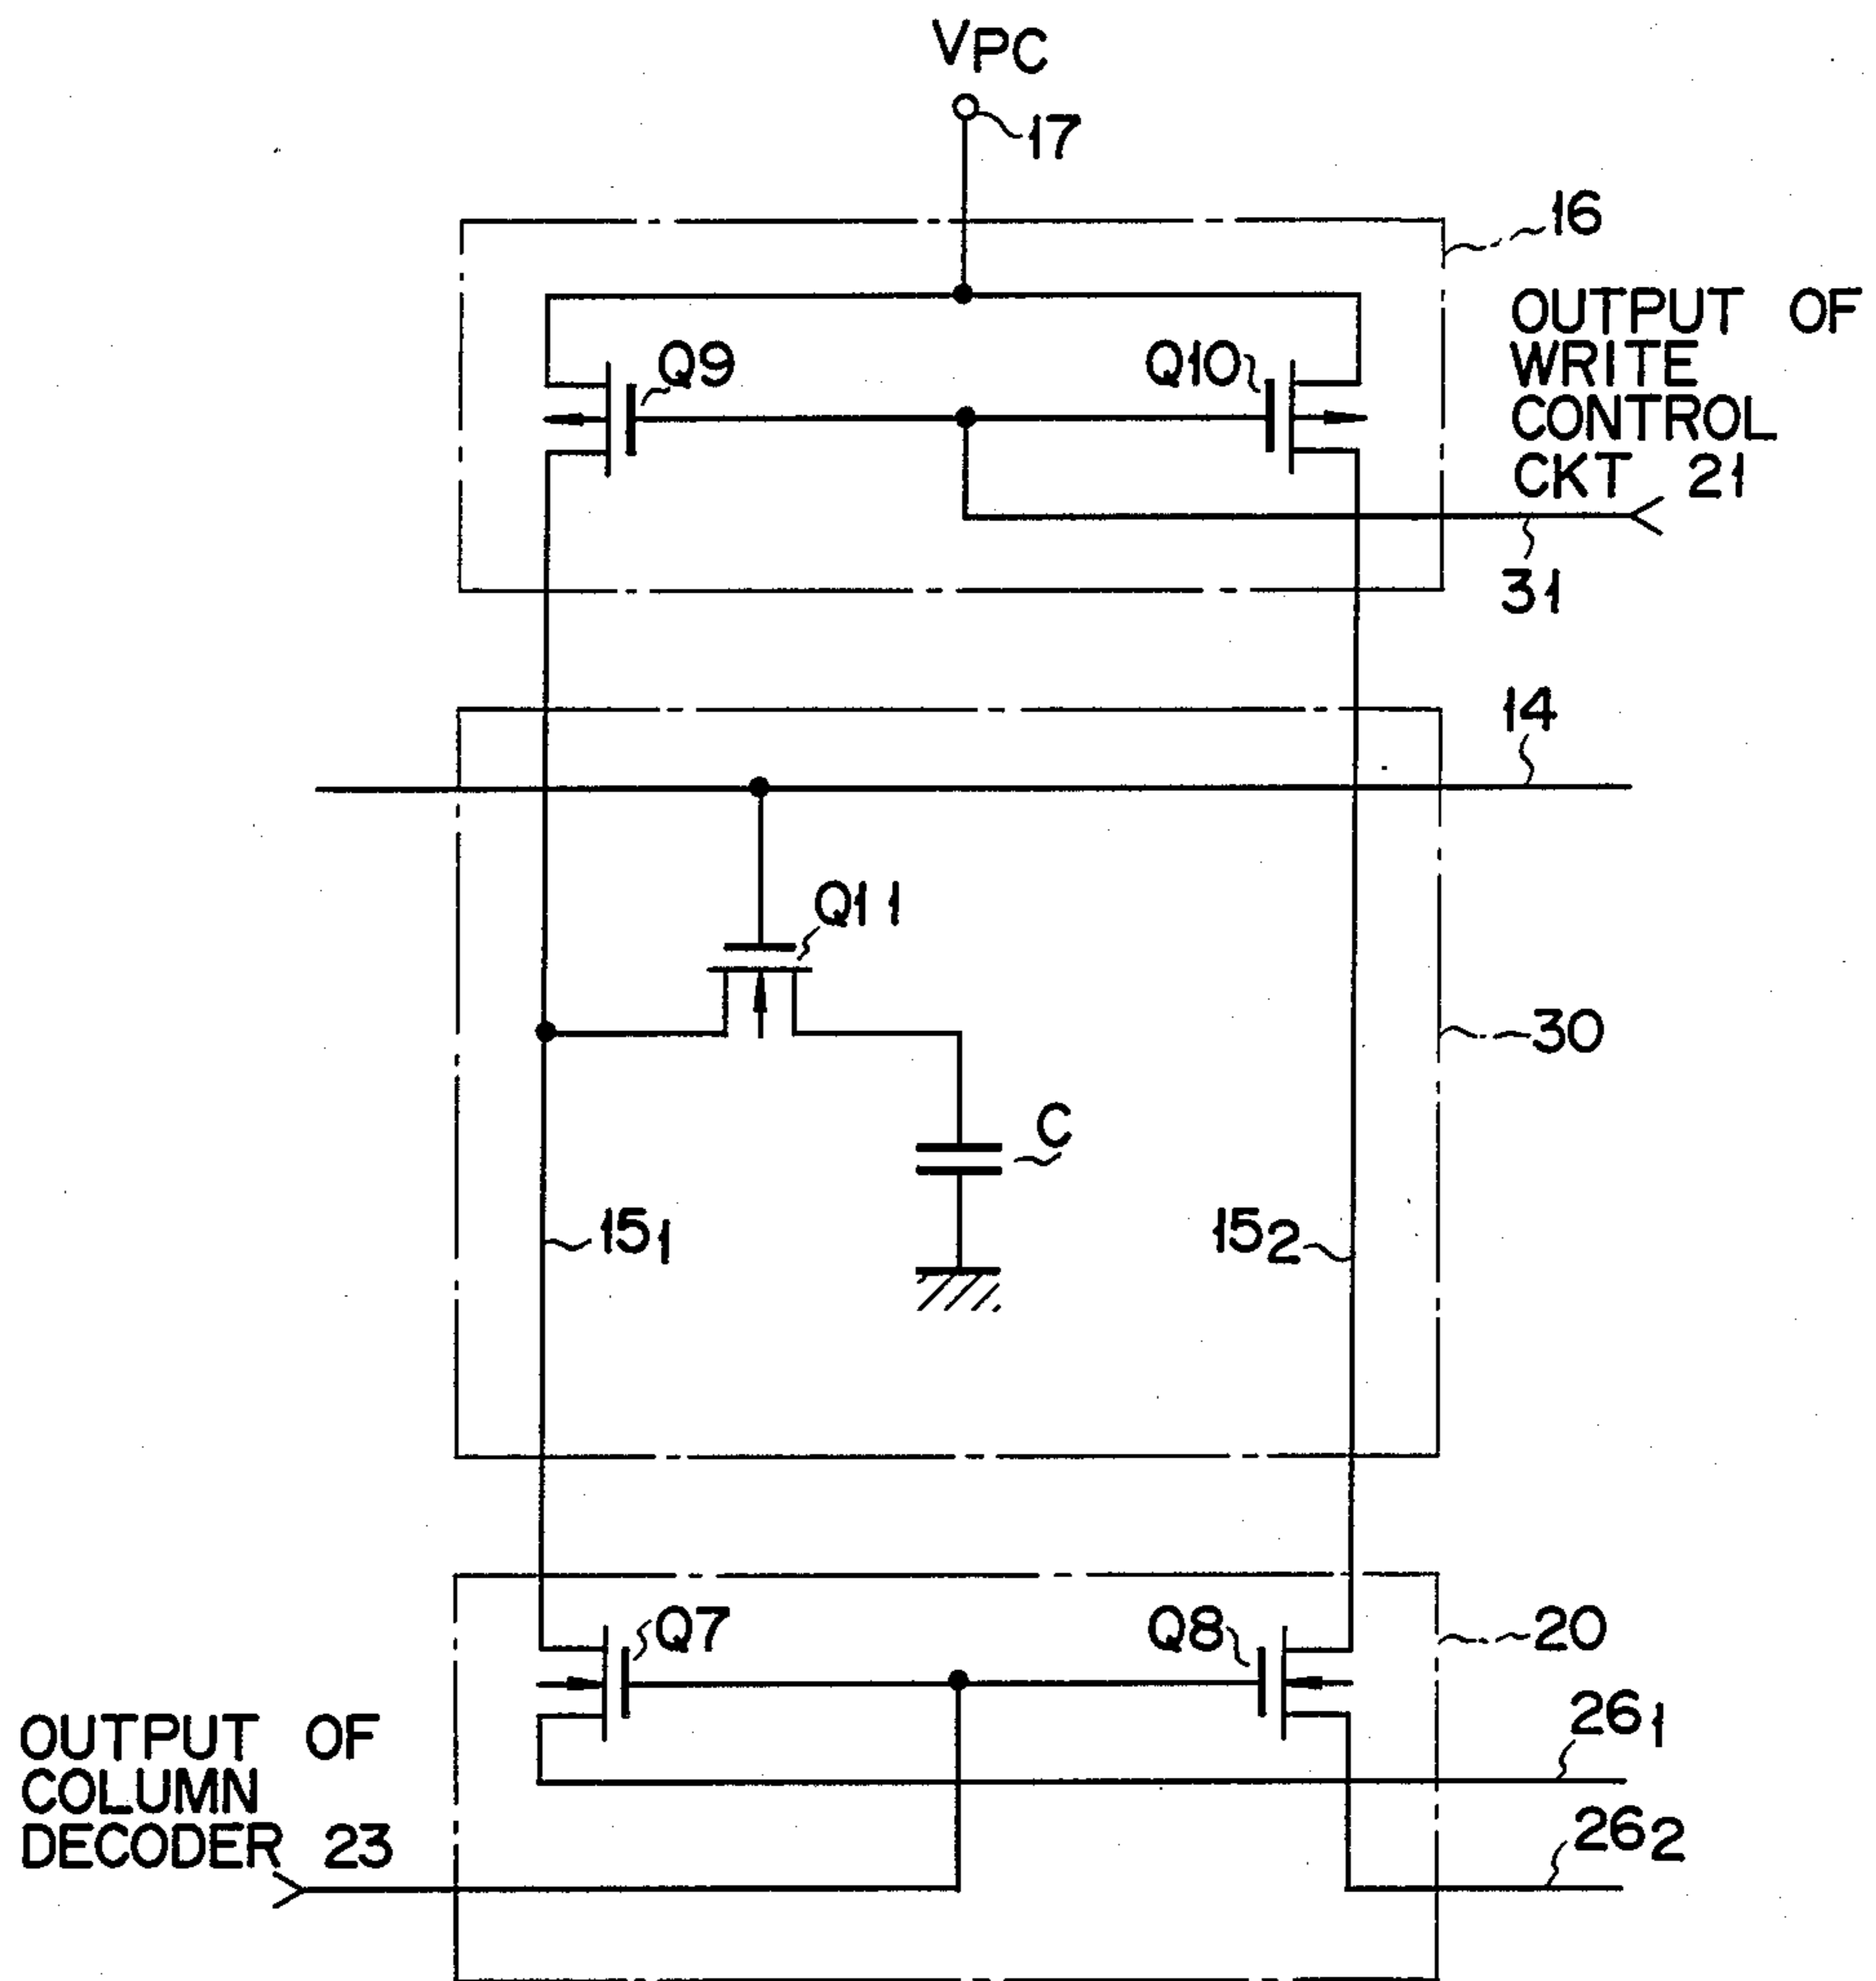 VPC
17
16
OUTPUT OF
WRITE
CONTROL
CKT 21
Q9
Q10
31
14
Q11
30
C
15₁
15₂
Q7
Q8
20
26₁
OUTPUT OF
COLUMN
DECODER 23
26₂